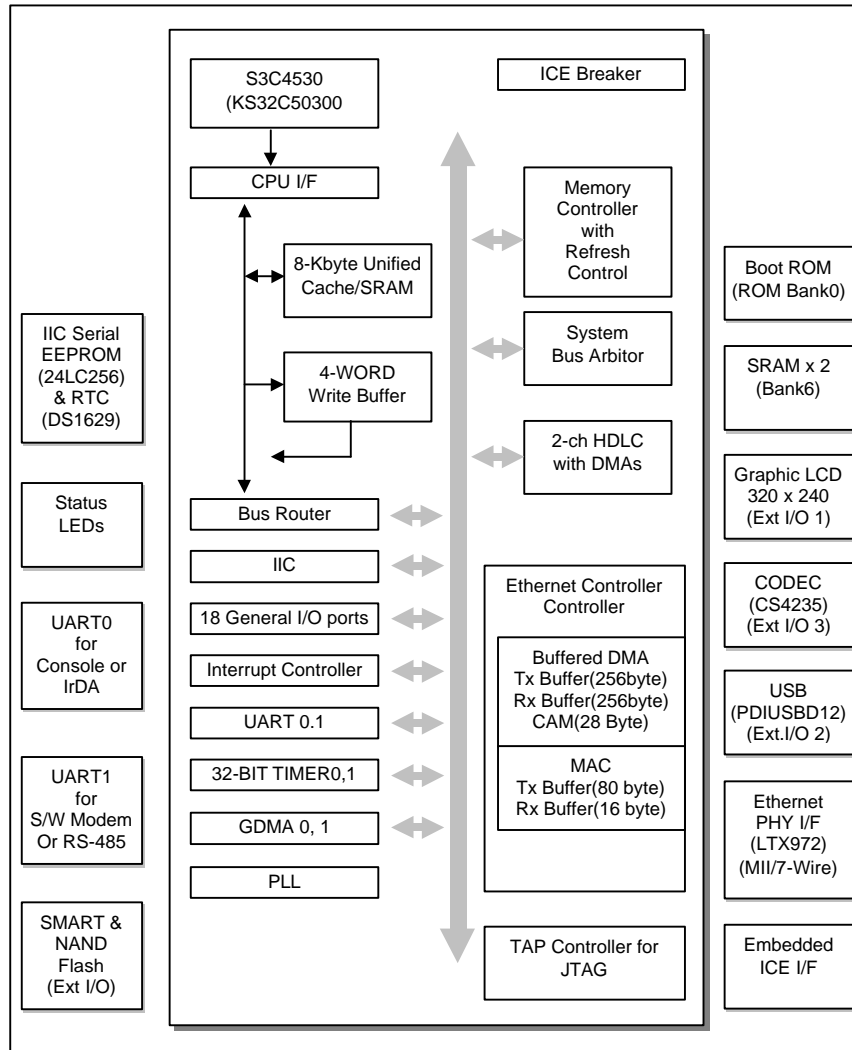 S3C4530
(KS32C50300
CPU I/F
8-Kbyte Unified
Cache/SRAM
4-WORD
Write Buffer
Bus Router
IIC
18 General I/O ports
Interrupt Controller
UART 0.1
32-BIT TIMER0,1
GDMA 0, 1
PLL
ICE Breaker
Memory
Controller
with
Refresh
Control
System
Bus Arbitor
2-ch HDLC
with DMAs
Ethernet Controller
Controller
Buffered DMA
Tx Buffer(256byte)
Rx Buffer(256byte)
CAM(28 Byte)
MAC
Tx Buffer(80 byte)
Rx Buffer(16 byte)
TAP Controller for
JTAG
IIC Serial
EEPROM
(24LC256)
& RTC
(DS1629)
Status
LEDs
UART0
for
Console or
IrDA
UART1
for
S/W Modem
Or RS-485
SMART &
NAND
Flash
(Ext I/O)
Boot ROM
(ROM Bank0)
SRAM x 2
(Bank6)
Graphic LCD
320 x 240
(Ext I/O 1)
CODEC
(CS4235)
(Ext I/O 3)
USB
(PDIUSBD12)
(Ext.I/O 2)
Ethernet
PHY I/F
(LTX972)
(MII/7-Wire)
Embedded
ICE I/F